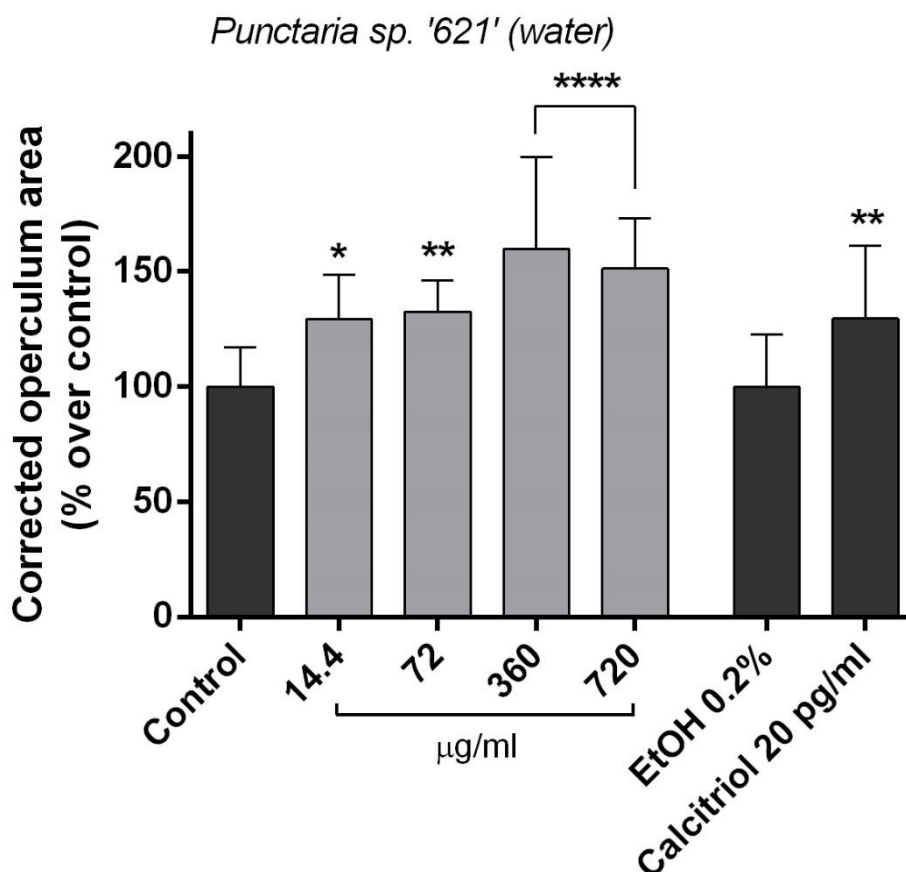 Punctaria sp. '621' (water)
Corrected operculum area
(% over control)
200
150
100
50
0
*
**
****
**
Control
14.4
72
360
720
EtOH 0.2%
Calcitriol 20 pg/ml
μg/ml